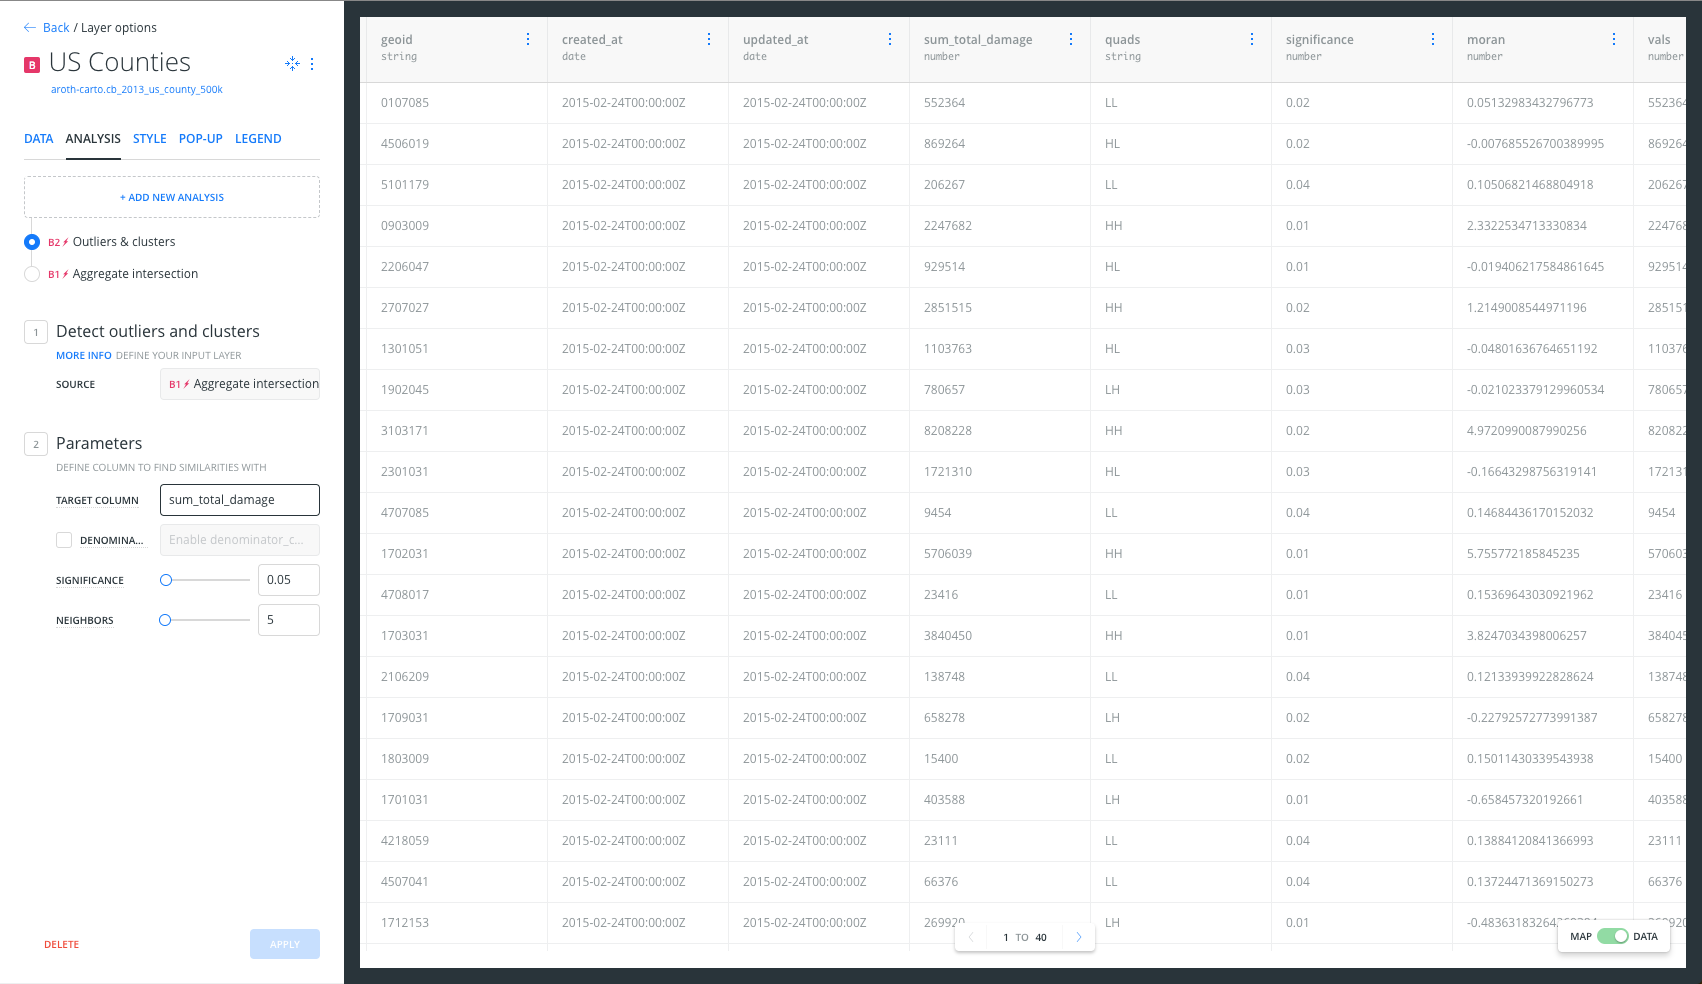 Back / Layer options
B US Counties
aroth-carto.cb_2013_us_county_500k
DATA ANALYSIS STYLE POP-UP LEGEND
+ ADD NEW ANALYSIS
B2 Outliers & clusters
B1 Aggregate intersection
1 Detect outliers and clusters
MORE INFO DEFINE YOUR INPUT LAYER
SOURCE B1 Aggregate intersection
2 Parameters
DEFINE COLUMN TO FIND SIMILARITIES WITH
TARGET COLUMN sum_total_damage
DENOMINA... Enable denominator_c...
SIGNIFICANCE 0.05
NEIGHBORS 5
DELETE APPLY
geoid created_at updated_at sum_total_damage quads significance moran vals
string date date number string number number number
0107085 2015-02-24T00:00:00Z 2015-02-24T00:00:00Z 552364 LL 0.02 0.05132983432796773 552364
4506019 2015-02-24T00:00:00Z 2015-02-24T00:00:00Z 869264 HL 0.02 -0.007685526700389995 869264
5101179 2015-02-24T00:00:00Z 2015-02-24T00:00:00Z 206267 LL 0.04 0.10506821468804918 206267
0903009 2015-02-24T00:00:00Z 2015-02-24T00:00:00Z 2247682 HH 0.01 2.3322534713330834 224768
2206047 2015-02-24T00:00:00Z 2015-02-24T00:00:00Z 929514 HL 0.01 -0.019406217584861645 929514
2707027 2015-02-24T00:00:00Z 2015-02-24T00:00:00Z 2851515 HH 0.02 1.2149008544971196 285151
1301051 2015-02-24T00:00:00Z 2015-02-24T00:00:00Z 1103763 HL 0.03 -0.04801636764651192 110376
1902045 2015-02-24T00:00:00Z 2015-02-24T00:00:00Z 780657 LH 0.03 -0.021023379129960534 780657
3103171 2015-02-24T00:00:00Z 2015-02-24T00:00:00Z 8208228 HH 0.02 4.9720990087990256 820822
2301031 2015-02-24T00:00:00Z 2015-02-24T00:00:00Z 1721310 HL 0.03 -0.16643298756319141 172131
4707085 2015-02-24T00:00:00Z 2015-02-24T00:00:00Z 9454 LL 0.04 0.14684436170152032 9454
1702031 2015-02-24T00:00:00Z 2015-02-24T00:00:00Z 5706039 HH 0.01 5.755772185845235 570603
4708017 2015-02-24T00:00:00Z 2015-02-24T00:00:00Z 23416 LL 0.01 0.15369643030921962 23416
1703031 2015-02-24T00:00:00Z 2015-02-24T00:00:00Z 3840450 HH 0.01 3.8247034398006257 384045
2106209 2015-02-24T00:00:00Z 2015-02-24T00:00:00Z 138748 LL 0.04 0.12133939922828624 138748
1709031 2015-02-24T00:00:00Z 2015-02-24T00:00:00Z 658278 LH 0.02 -0.22792572773991387 658278
1803009 2015-02-24T00:00:00Z 2015-02-24T00:00:00Z 15400 LL 0.02 0.15011430339543938 15400
1701031 2015-02-24T00:00:00Z 2015-02-24T00:00:00Z 403588 LH 0.01 -0.658457320192661 403588
4218059 2015-02-24T00:00:00Z 2015-02-24T00:00:00Z 23111 LL 0.04 0.13884120841366993 23111
4507041 2015-02-24T00:00:00Z 2015-02-24T00:00:00Z 66376 LL 0.04 0.13724471369150273 66376
1712153 2015-02-24T00:00:00Z 2015-02-24T00:00:00Z 269920 LH 0.01
1 TO 40
MAP DATA